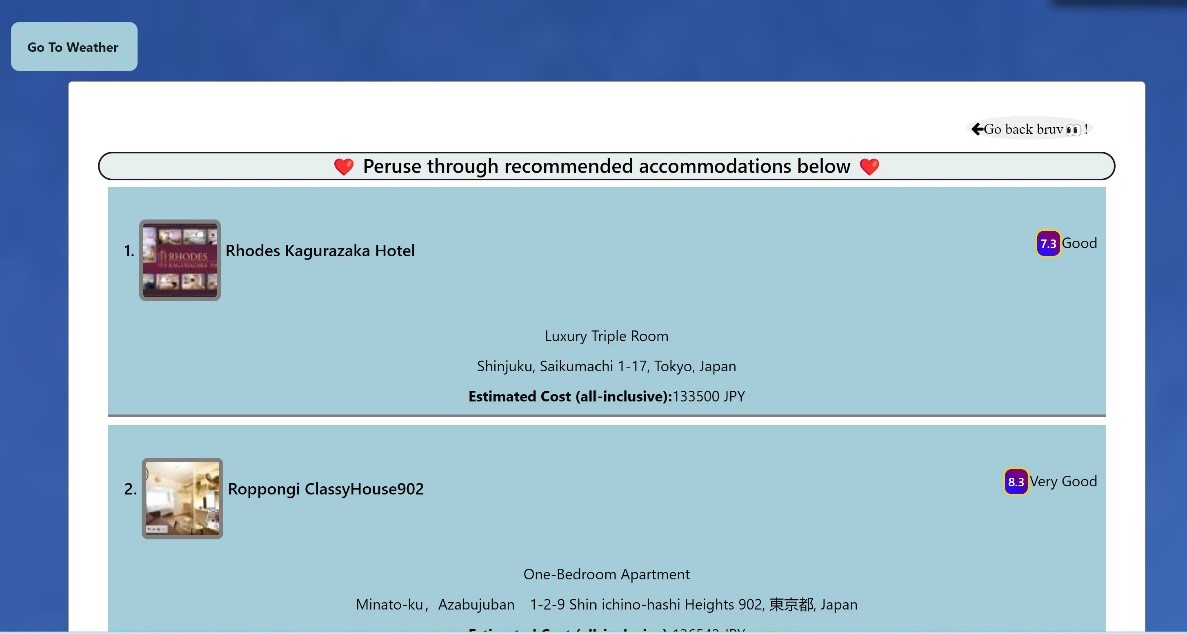 Go To Weather
←Go back bruv👀!
❤️ Peruse through recommended accommodations below ❤️
1.
RHODES
Rhodes Kagurazaka Hotel
7.3 Good
Luxury Triple Room
Shinjuku, Saikumachi 1-17, Tokyo, Japan
Estimated Cost (all-inclusive):133500 JPY
2.
Roppongi ClassyHouse902
8.3 Very Good
One-Bedroom Apartment
Minato-ku，Azabujuban　1-2-9 Shin ichino-hashi Heights 902, 東京都, Japan